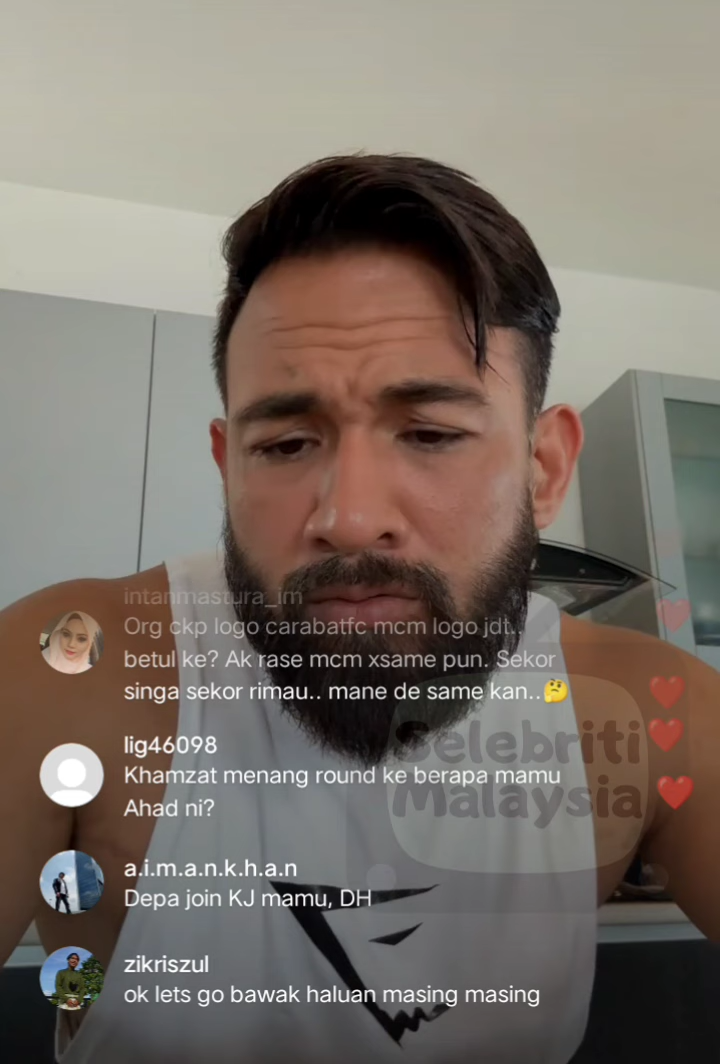 intanmastura_im
Org ckp logo carabatfc mcm logo jdt..
betul ke? Ak rase mcm xsame pun. Sekor
singa sekor rimau.. mane de same kan..🤔
Selebriti
Malaysia
lig46098
Khamzat menang round ke berapa mamu
Ahad ni?
a.i.m.a.n.k.h.a.n
Depa join KJ mamu, DH
zikriszul
ok lets go bawak haluan masing masing